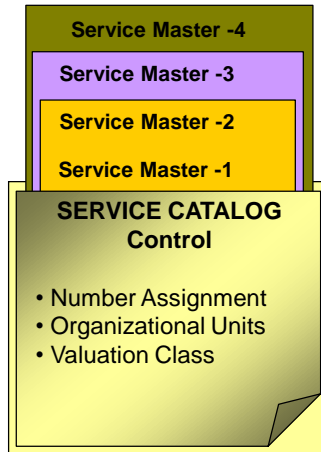 Service Master -4
Service Master -3
Service Master -2
Service Master -1
SERVICE CATALOG
Control
• Number Assignment
• Organizational Units
• Valuation Class